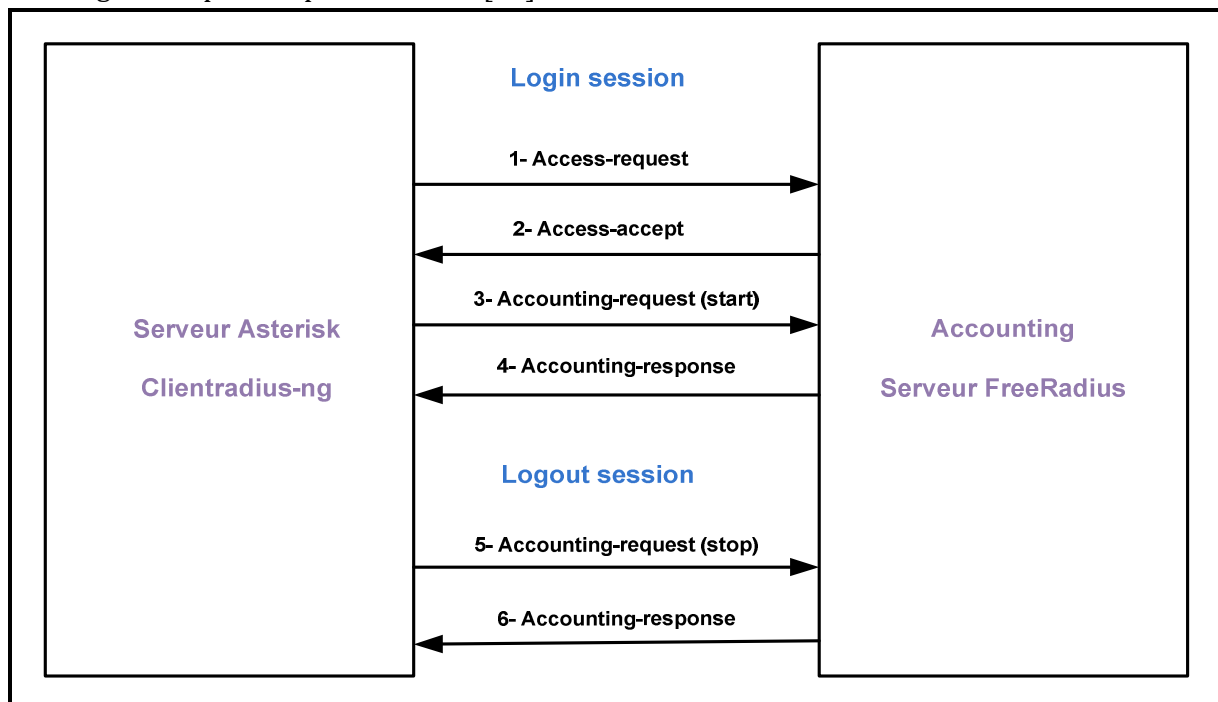 Login session
1- Access-request
2- Access-accept
3- Accounting-request (start)
4- Accounting-response
Serveur Asterisk
Clientradius-ng
Accounting
Serveur FreeRadius
Logout session
5- Accounting-request (stop)
6- Accounting-response